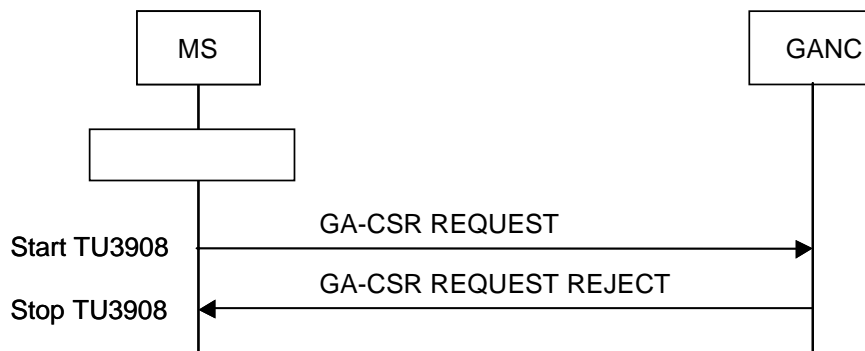 MS
GANC
GA-CSR REQUEST
Start TU3908
GA-CSR REQUEST REJECT
Stop TU3908